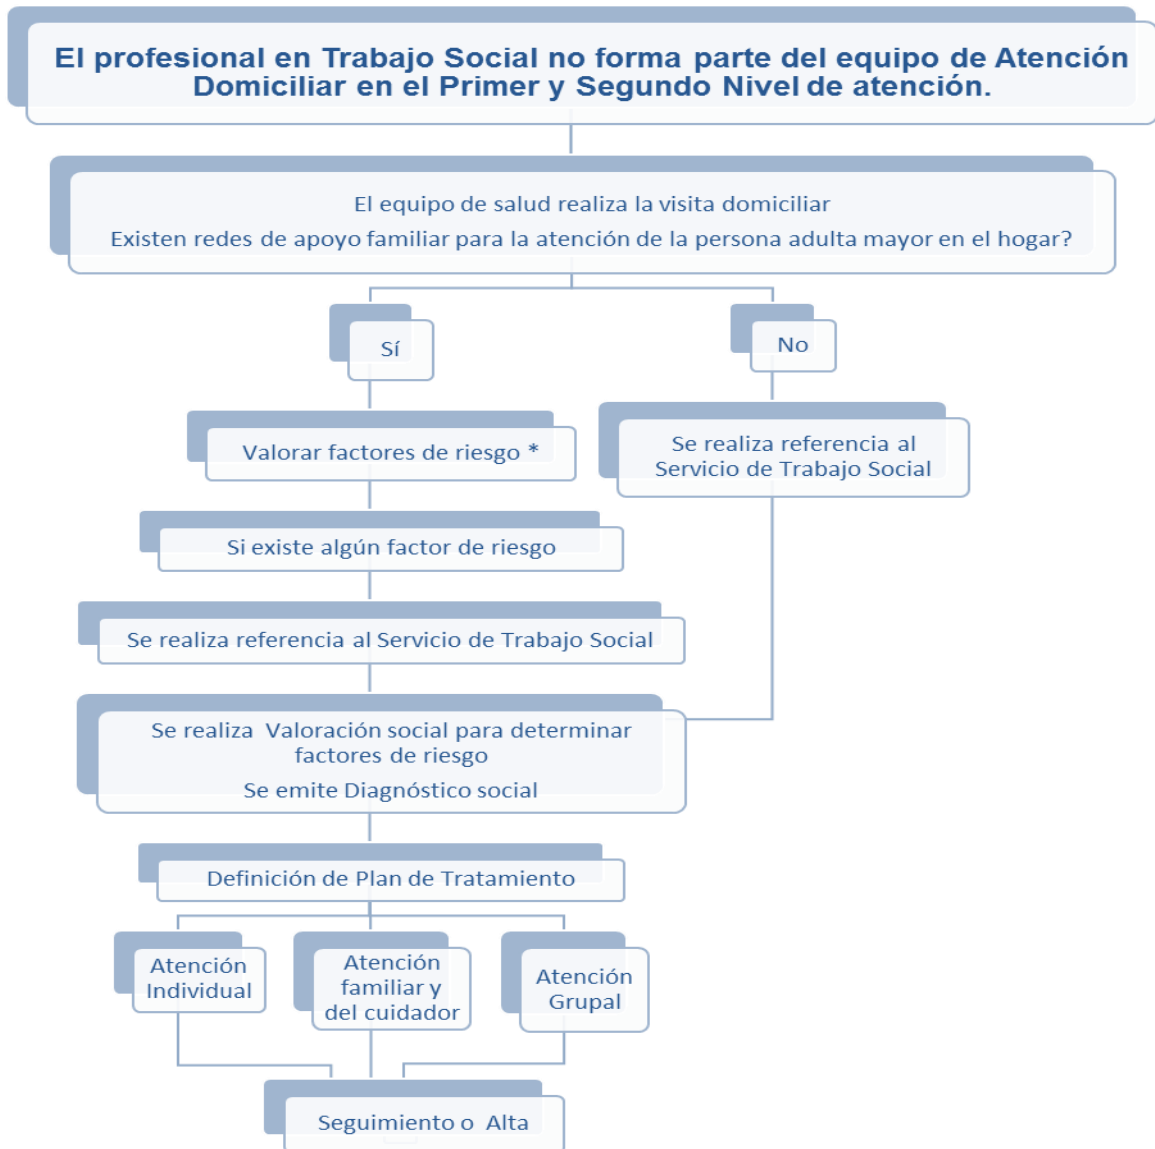 El profesional en Trabajo Social no forma parte del equipo de Atención
Domiciliar en el Primer y Segundo Nivel de atención.
El equipo de salud realiza la visita domiciliar
Existen redes de apoyo familiar para la atención de la persona adulta mayor en el hogar?
Sí
No
Valorar factores de riesgo *
Se realiza referencia al
Servicio de Trabajo Social
Si existe algún factor de riesgo
Se realiza referencia al Servicio de Trabajo Social
Se realiza Valoración social para determinar
factores de riesgo
Se emite Diagnóstico social
Definición de Plan de Tratamiento
Atención
Individual
Atención
familiar y
del cuidador
Atención
Grupal
Seguimiento o Alta